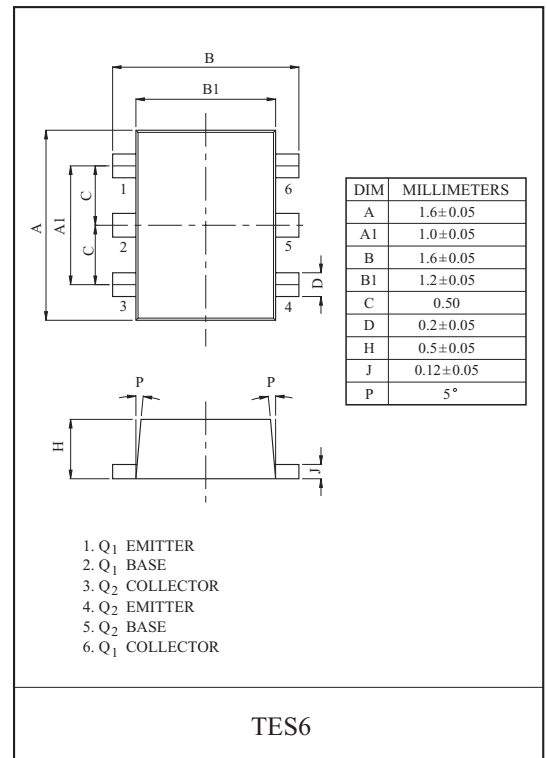 B
B1
A
A1
C
C
D
1
2
3
6
5
4
DIM MILLIMETERS
A 1.6±0.05
A1 1.0±0.05
B 1.6±0.05
B1 1.2±0.05
C 0.50
D 0.2±0.05
H 0.5±0.05
J 0.12±0.05
P 5°
P
P
H
J
1. Q1 EMITTER
2. Q1 BASE
3. Q2 COLLECTOR
4. Q2 EMITTER
5. Q2 BASE
6. Q1 COLLECTOR
TES6